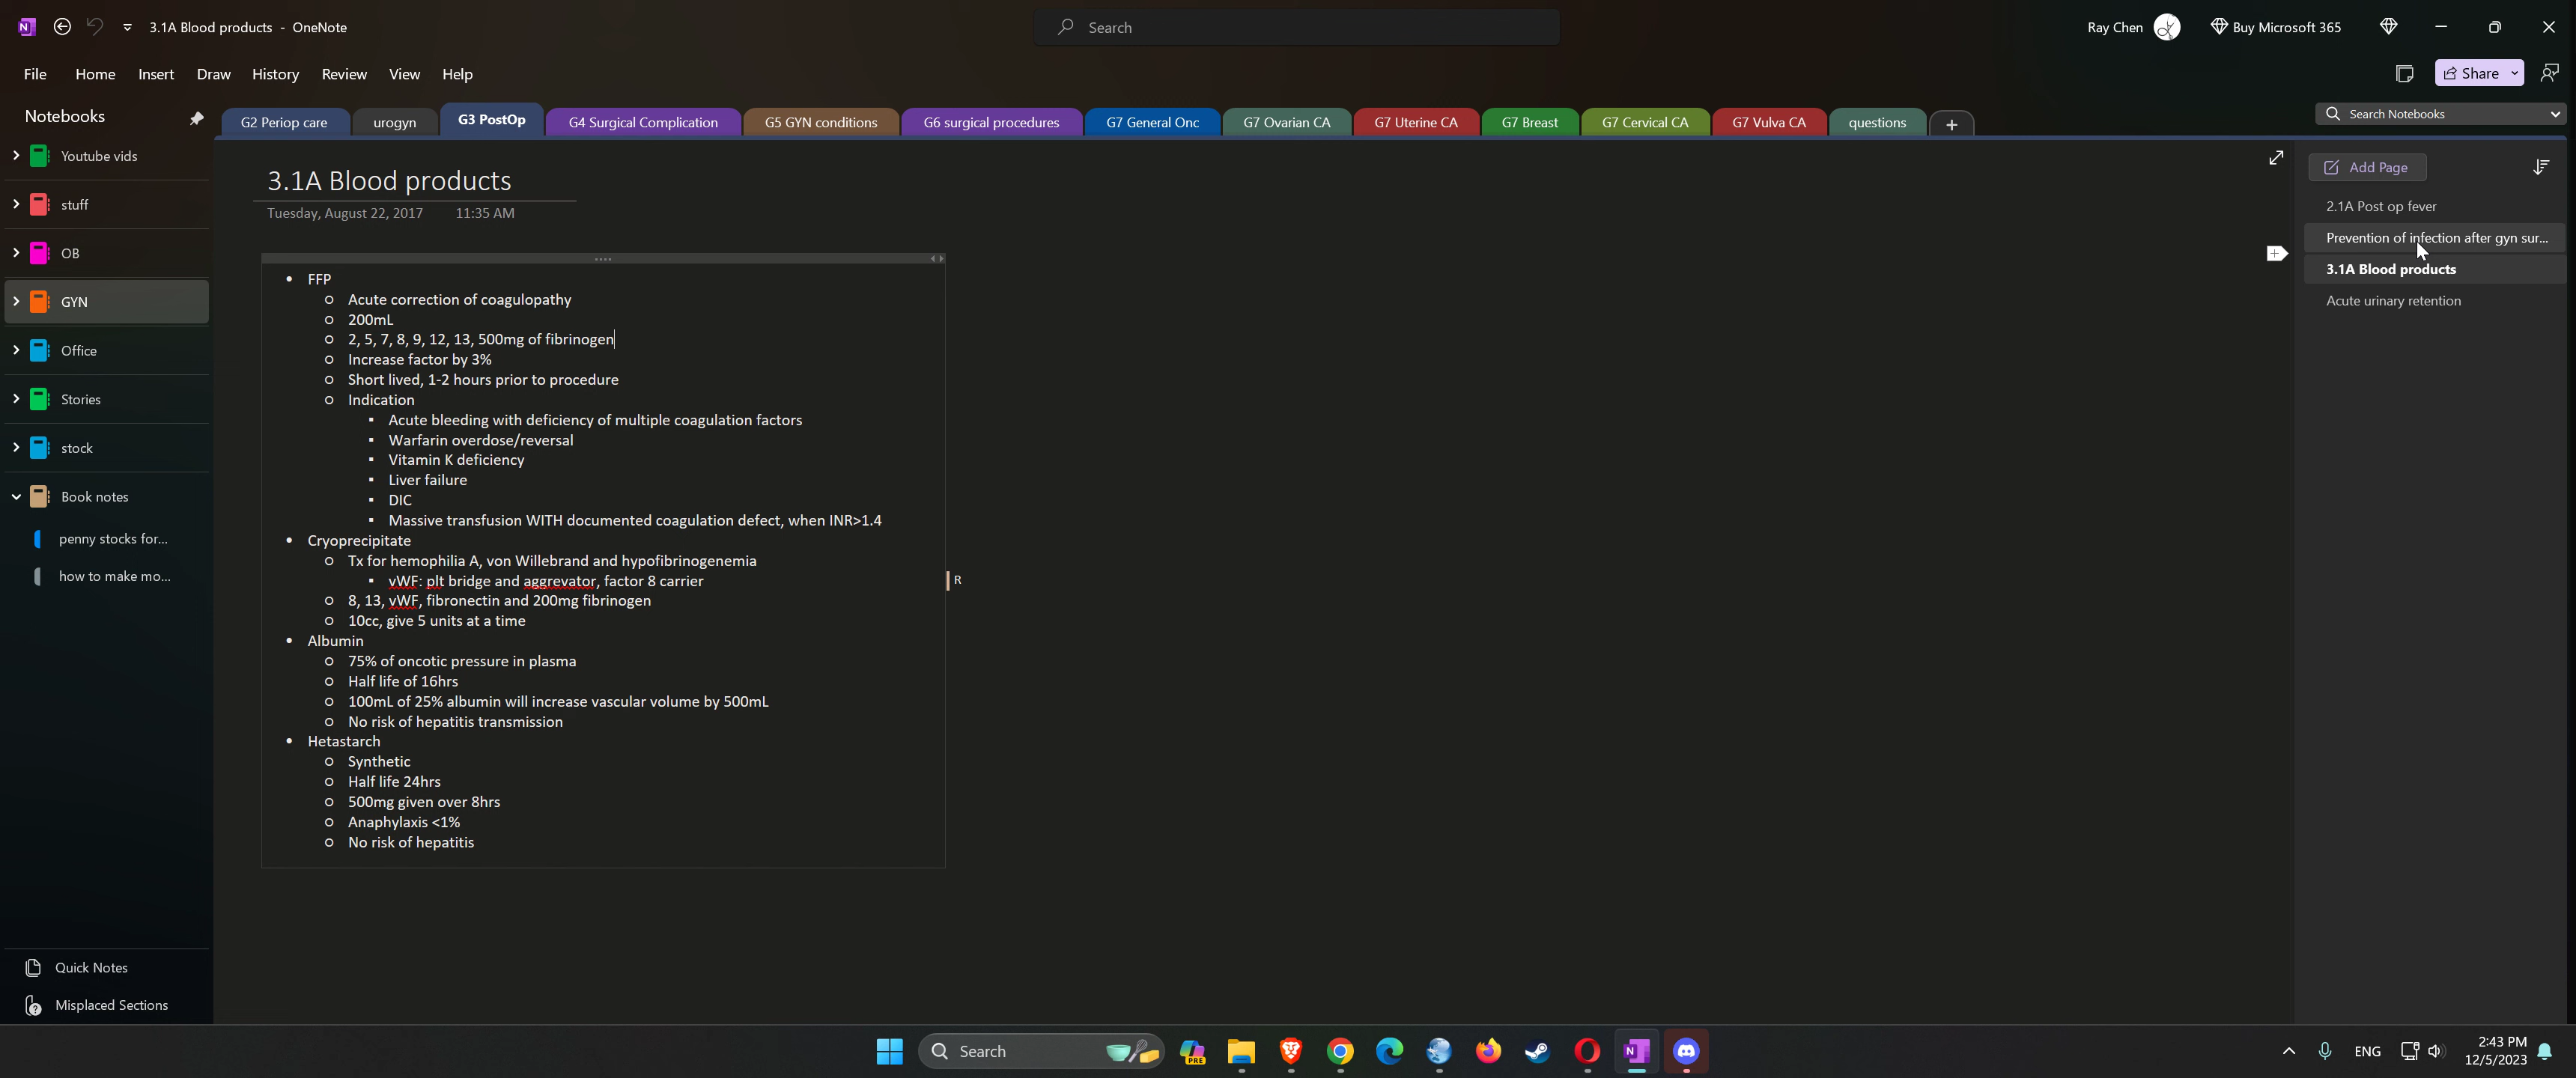 3.1A Blood products - OneNote
Search
Ray Chen
Buy Microsoft 365
File
Home
Insert
Draw
History
Review
View
Help
Share
Notebooks
G2 Periop care
urogyn
G3 PostOp
G4 Surgical Complication
G5 GYN conditions
G6 surgical procedures
G7 General Onc
G7 Ovarian CA
G7 Uterine CA
G7 Breast
G7 Cervical CA
G7 Vulva CA
questions
Search Notebooks
Youtube vids
stuff
OB
GYN
Office
Stories
stock
Book notes
penny stocks for...
how to make mo...
Quick Notes
Misplaced Sections
3.1A Blood products
Tuesday, August 22, 2017 11:35 AM
FFP
Acute correction of coagulopathy
200mL
2, 5, 7, 8, 9, 12, 13, 500mg of fibrinogen
Increase factor by 3%
Short lived, 1-2 hours prior to procedure
Indication
Acute bleeding with deficiency of multiple coagulation factors
Warfarin overdose/reversal
Vitamin K deficiency
Liver failure
DIC
Massive transfusion WITH documented coagulation defect, when INR>1.4
Cryoprecipitate
Tx for hemophilia A, von Willebrand and hypofibrinogenemia
vWF: plt bridge and aggrevator, factor 8 carrier
R
8, 13, vWF, fibronectin and 200mg fibrinogen
10cc, give 5 units at a time
Albumin
75% of oncotic pressure in plasma
Half life of 16hrs
100mL of 25% albumin will increase vascular volume by 500mL
No risk of hepatitis transmission
Hetastarch
Synthetic
Half life 24hrs
500mg given over 8hrs
Anaphylaxis <1%
No risk of hepatitis
Add Page
2.1A Post op fever
Prevention of infection after gyn sur...
3.1A Blood products
Acute urinary retention
Search
PRE
ENG
2:43 PM
12/5/2023